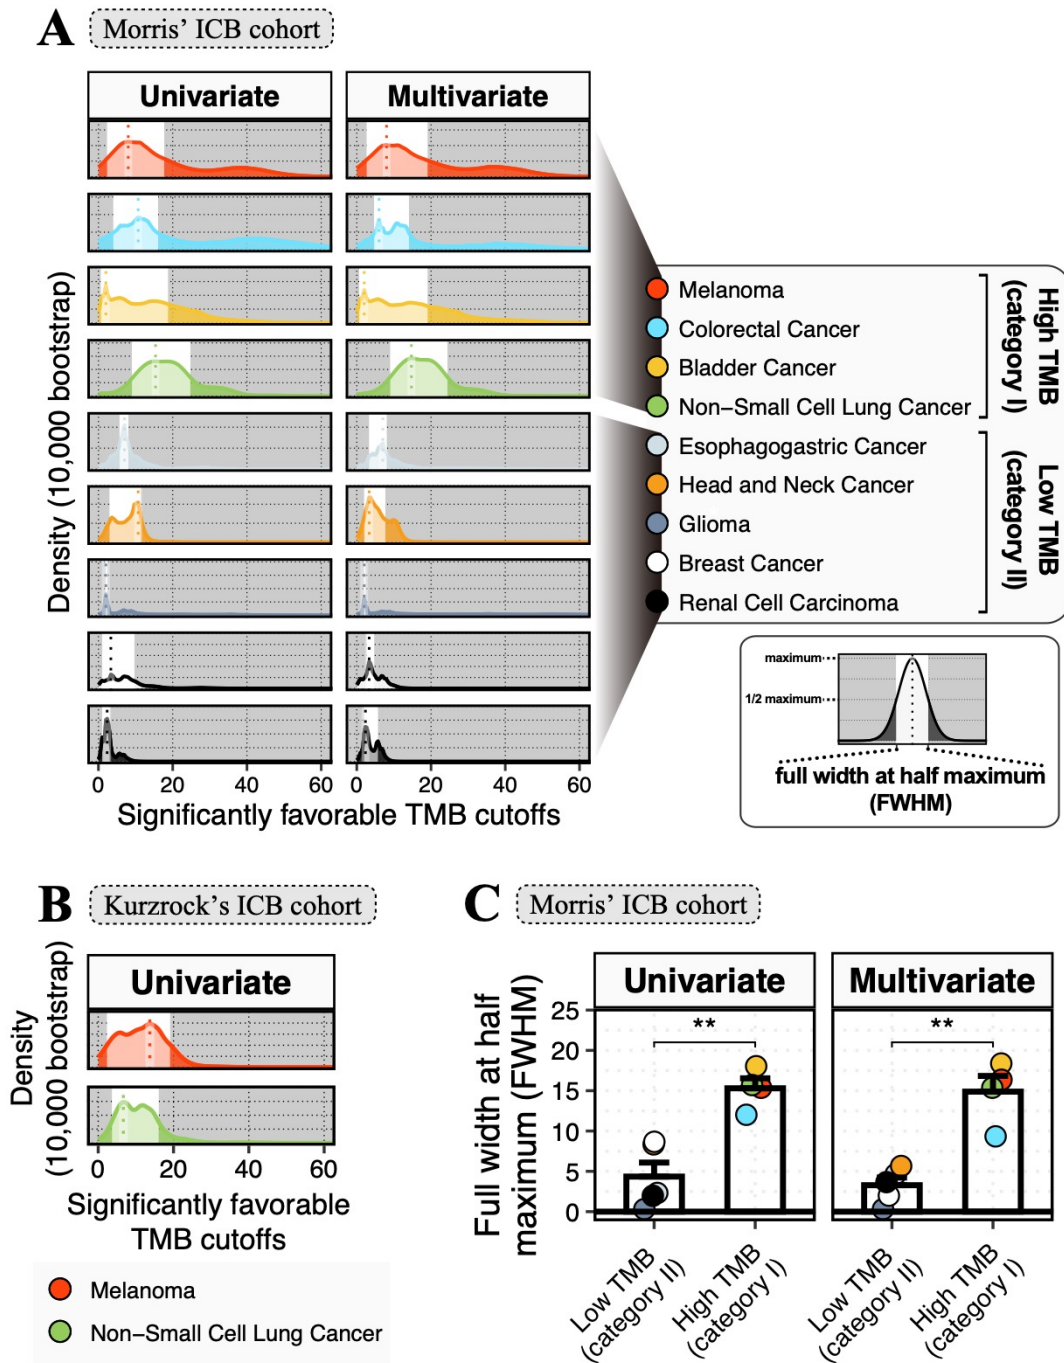 A
Morris’ ICB cohort
Univariate
Multivariate
Density (10,000 bootstrap)
0
20
40
60
0
20
40
60
Significantly favorable TMB cutoffs
Melanoma
Colorectal Cancer
Bladder Cancer
Non−Small Cell Lung Cancer
Esophagogastric Cancer
Head and Neck Cancer
Glioma
Breast Cancer
Renal Cell Carcinoma
High TMB
(category I)
Low TMB
(category II)
maximum
1/2 maximum
full width at half maximum
(FWHM)
B
Kurzrock’s ICB cohort
Univariate
Density
(10,000 bootstrap)
0
20
40
60
Significantly favorable
TMB cutoffs
Melanoma
Non−Small Cell Lung Cancer
C
Morris’ ICB cohort
Univariate
Multivariate
Full width at half
maximum (FWHM)
25
20
15
10
5
0
**
**
Low TMB
(category II)
High TMB
(category I)
Low TMB
(category II)
High TMB
(category I)